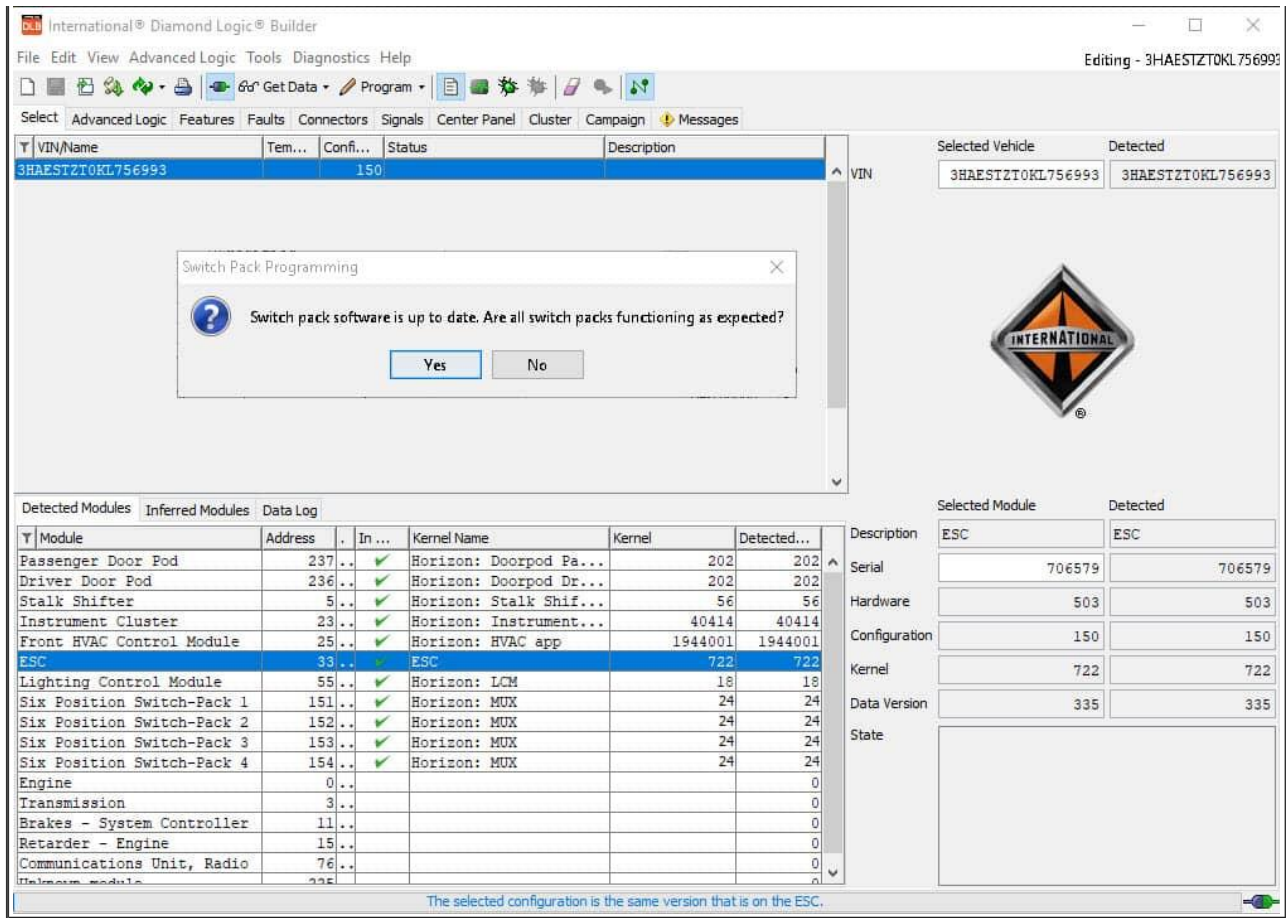 DLB International® Diamond Logic® Builder
File Edit View Advanced Logic Tools Diagnostics Help
Editing - 3HAESTZT0KL756993
Get Data Program
Select Advanced Logic Features Faults Connectors Signals Center Panel Cluster Campaign Messages
VIN/Name Tem... Confi... Status Description
3HAESTZT0KL756993 150
Selected Vehicle Detected
VIN 3HAESTZT0KL756993 3HAESTZT0KL756993
Switch Pack Programming
Switch pack software is up to date. Are all switch packs functioning as expected?
Yes No
INTERNATIONAL ®
Detected Modules Inferred Modules Data Log
Module Address . In ... Kernel Name Kernel Detected...
Passenger Door Pod 237 .. Horizon: Doorpod Pa... 202 202
Driver Door Pod 236 .. Horizon: Doorpod Dr... 202 202
Stalk Shifter 5 .. Horizon: Stalk Shif... 56 56
Instrument Cluster 23 .. Horizon: Instrument... 40414 40414
Front HVAC Control Module 25 .. Horizon: HVAC app 1944001 1944001
ESC 33 .. ESC 722 722
Lighting Control Module 55 .. Horizon: LCM 18 18
Six Position Switch-Pack 1 151 .. Horizon: MUX 24 24
Six Position Switch-Pack 2 152 .. Horizon: MUX 24 24
Six Position Switch-Pack 3 153 .. Horizon: MUX 24 24
Six Position Switch-Pack 4 154 .. Horizon: MUX 24 24
Engine 0 .. 0
Transmission 3 .. 0
Brakes - System Controller 11 .. 0
Retarder - Engine 15 .. 0
Communications Unit, Radio 76 .. 0
Selected Module Detected
Description ESC ESC
Serial 706579 706579
Hardware 503 503
Configuration 150 150
Kernel 722 722
Data Version 335 335
State
The selected configuration is the same version that is on the ESC.